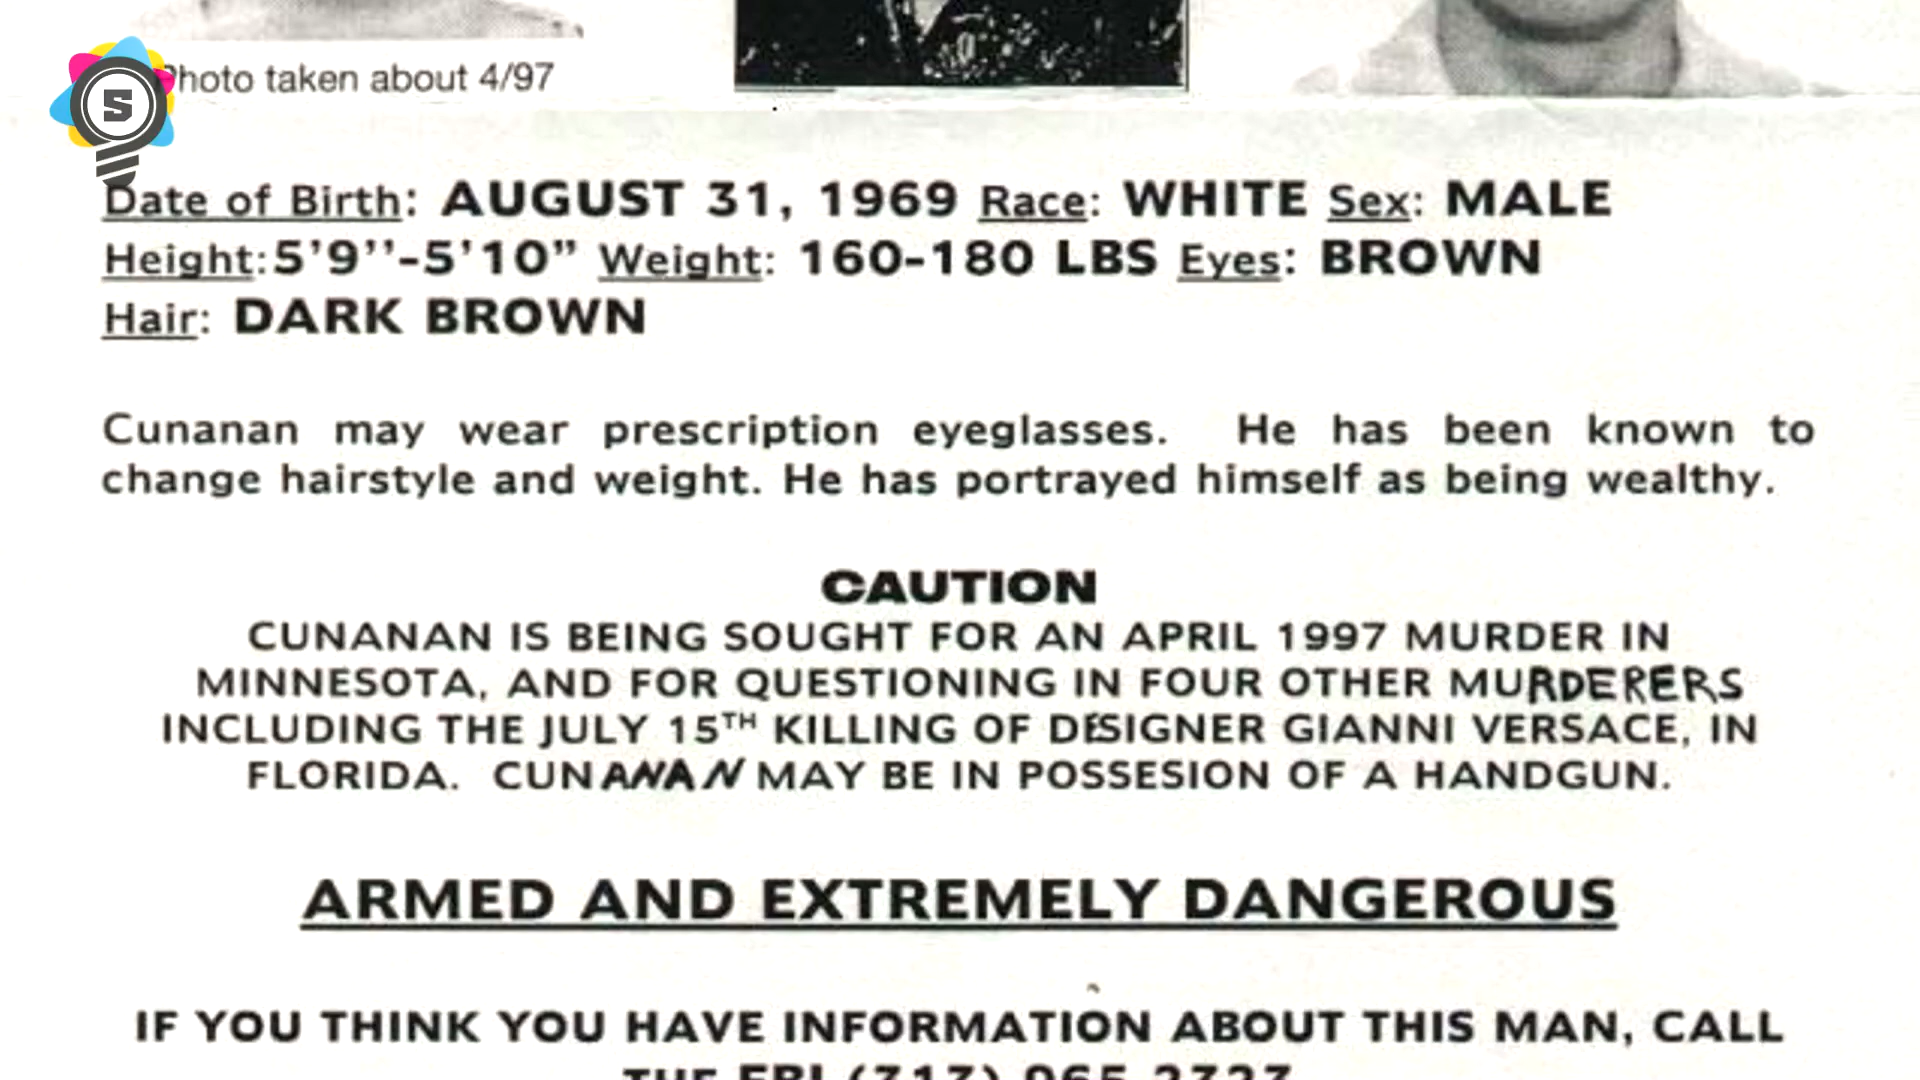 Photo taken about 4/97
S
Date of Birth: AUGUST 31, 1969 Race: WHITE Sex: MALE
Height:5'9''-5'10" Weight: 160-180 LBS Eyes: BROWN
Hair: DARK BROWN
Cunanan may wear prescription eyeglasses. He has been known to
change hairstyle and weight. He has portrayed himself as being wealthy.
CAUTION
CUNANAN IS BEING SOUGHT FOR AN APRIL 1997 MURDER IN
MINNESOTA, AND FOR QUESTIONING IN FOUR OTHER MURDERERS
INCLUDING THE JULY 15TH KILLING OF DESIGNER GIANNI VERSACE, IN
FLORIDA. CUNANAN MAY BE IN POSSESION OF A HANDGUN.
ARMED AND EXTREMELY DANGEROUS
IF YOU THINK YOU HAVE INFORMATION ABOUT THIS MAN, CALL
THE FBI